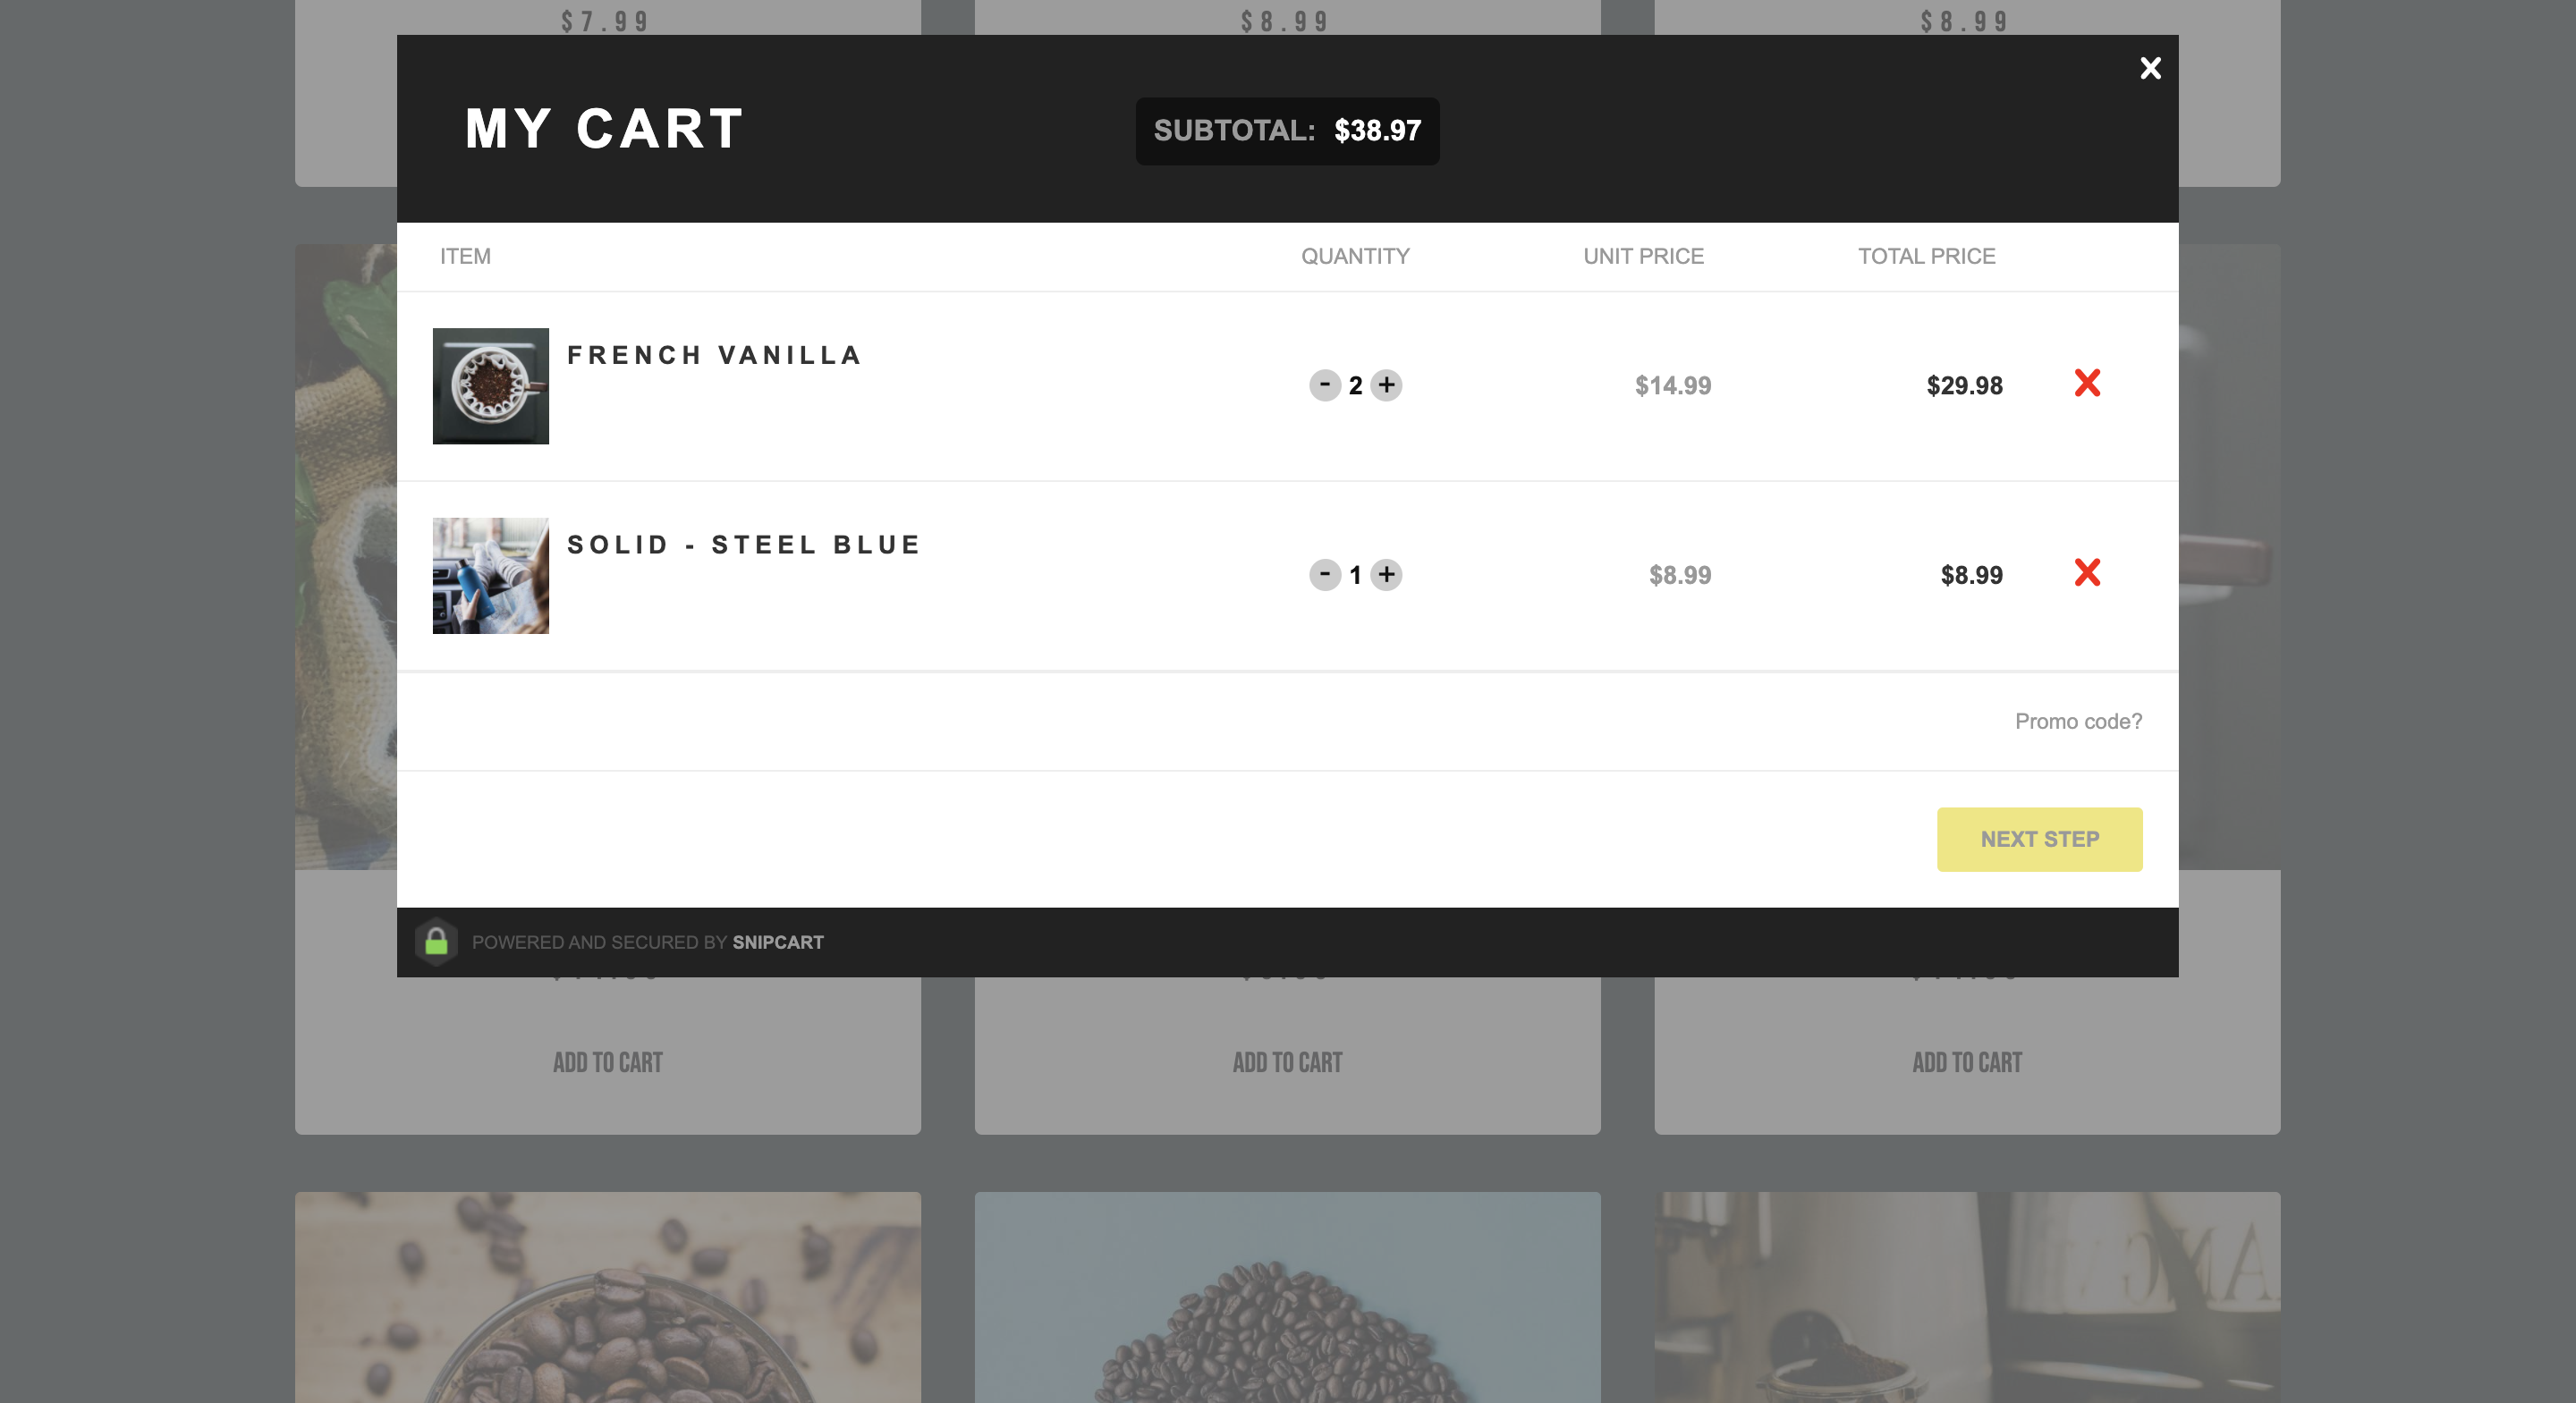 $7.99 $8.99 $8.99
MY CART
SUBTOTAL: $38.97
ITEM QUANTITY UNIT PRICE TOTAL PRICE
FRENCH VANILLA
- 2 + $14.99 $29.98
SOLID - STEEL BLUE
- 1 + $8.99 $8.99
Promo code?
NEXT STEP
POWERED AND SECURED BY SNIPCART
ADD TO CART ADD TO CART ADD TO CART